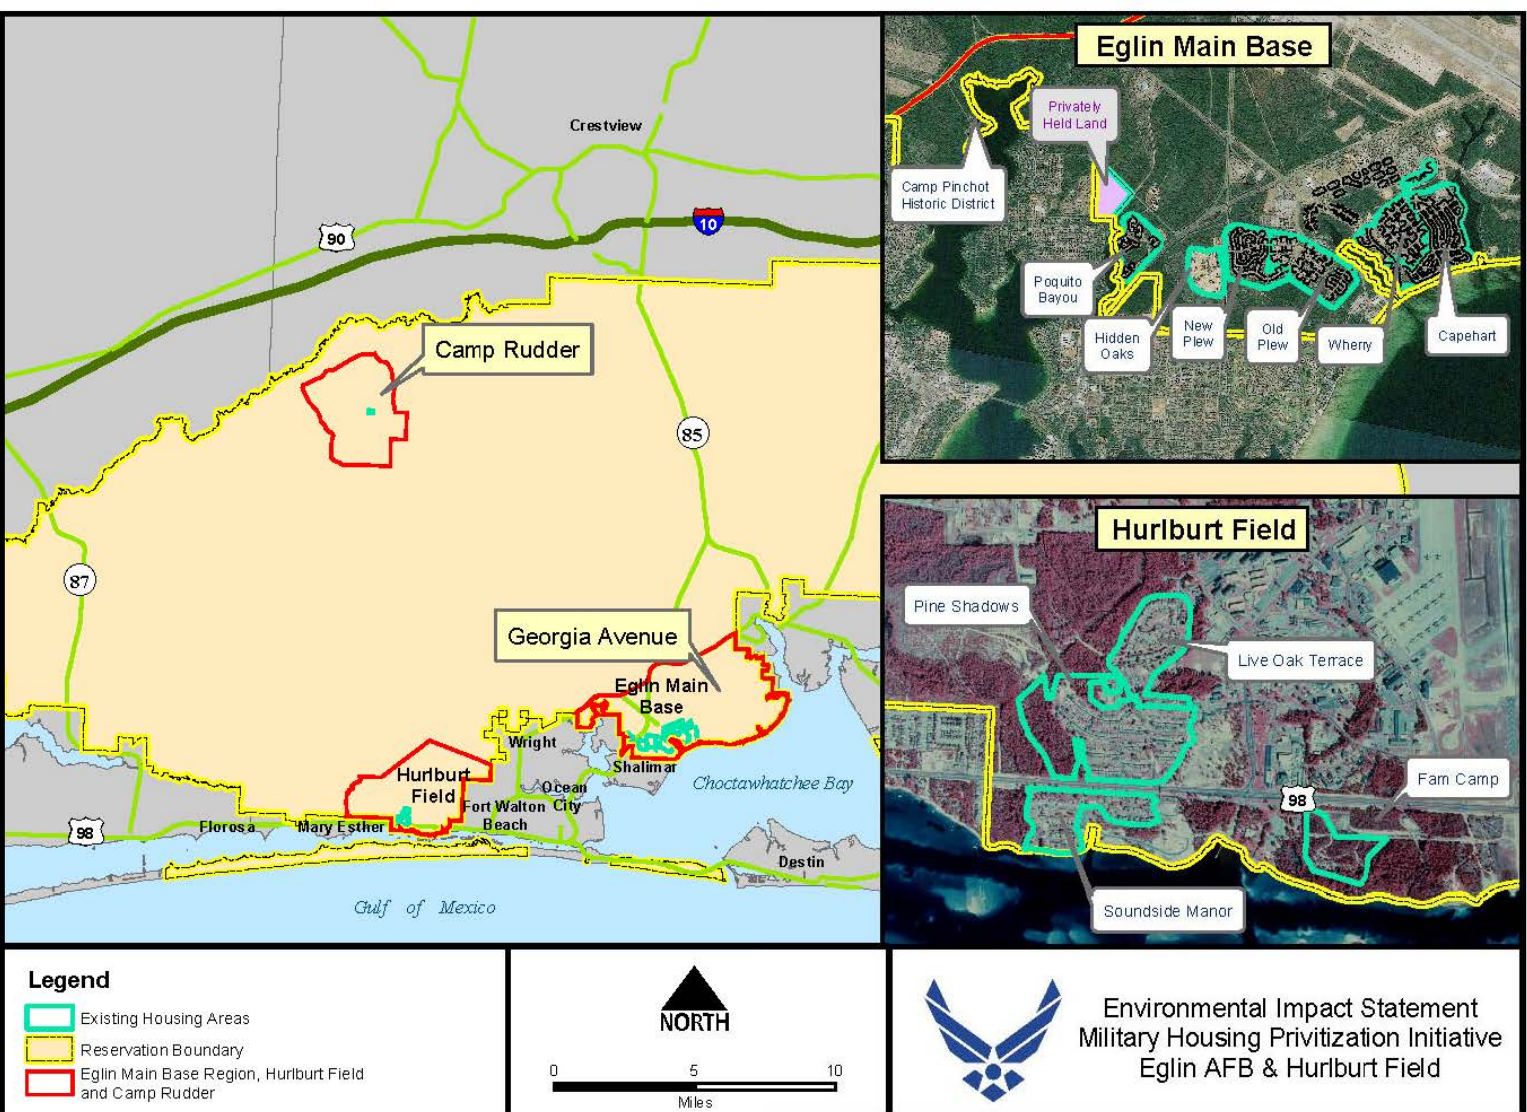 Crestview
90
10
Camp Rudder
85
87
Georgia Avenue
Eglin Main
Base
Wright
Shalimar
Choctawhatchee Bay
Hurlburt
Field
Ocean
City
Fort Walton
Beach
98
Florosa
Mary Esther
Destin
Gulf of Mexico
Eglin Main Base
Privately
Held Land
Camp Pinchot
Historic District
Poquito
Bayou
Hidden
Oaks
New
Plew
Old
Plew
Wherry
Capehart
Hurlburt Field
Pine Shadows
Live Oak Terrace
Fam Camp
98
Soundside Manor
Legend
Existing Housing Areas
Reservation Boundary
Eglin Main Base Region, Hurlburt Field
and Camp Rudder
NORTH
0 5 10
Miles
Environmental Impact Statement
Military Housing Privitization Initiative
Eglin AFB & Hurlburt Field